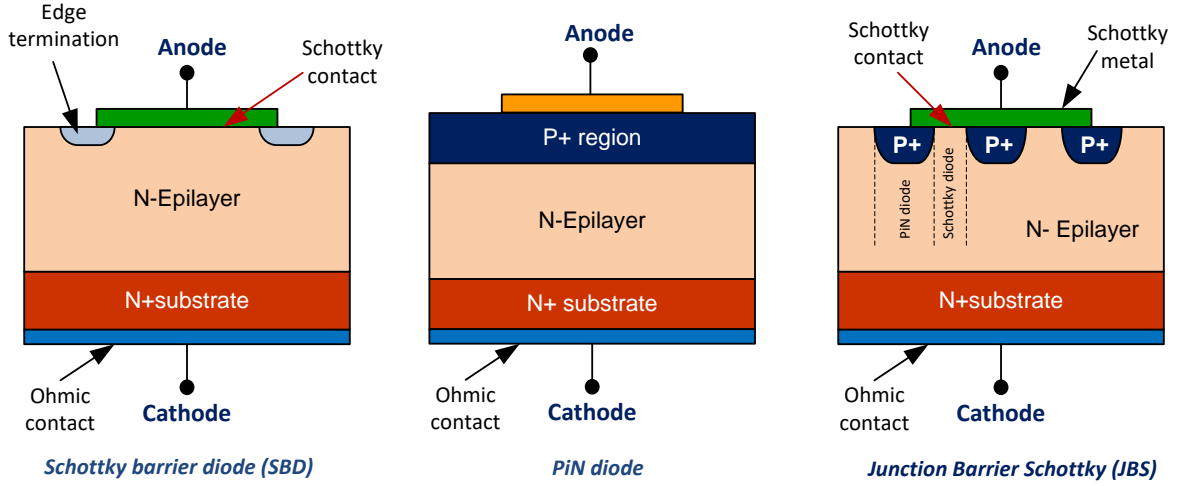 Edge
termination
Anode
Schottky
contact
N-Epilayer
N+substrate
Ohmic
contact
Cathode
Schottky barrier diode (SBD)
Anode
P+ region
N-Epilayer
N+ substrate
Ohmic
contact
Cathode
PiN diode
Schottky
contact
Anode
Schottky
metal
P+
P+
P+
PiN diode
Schottky diode
N- Epilayer
N+substrate
Ohmic
contact
Cathode
Junction Barrier Schottky (JBS)